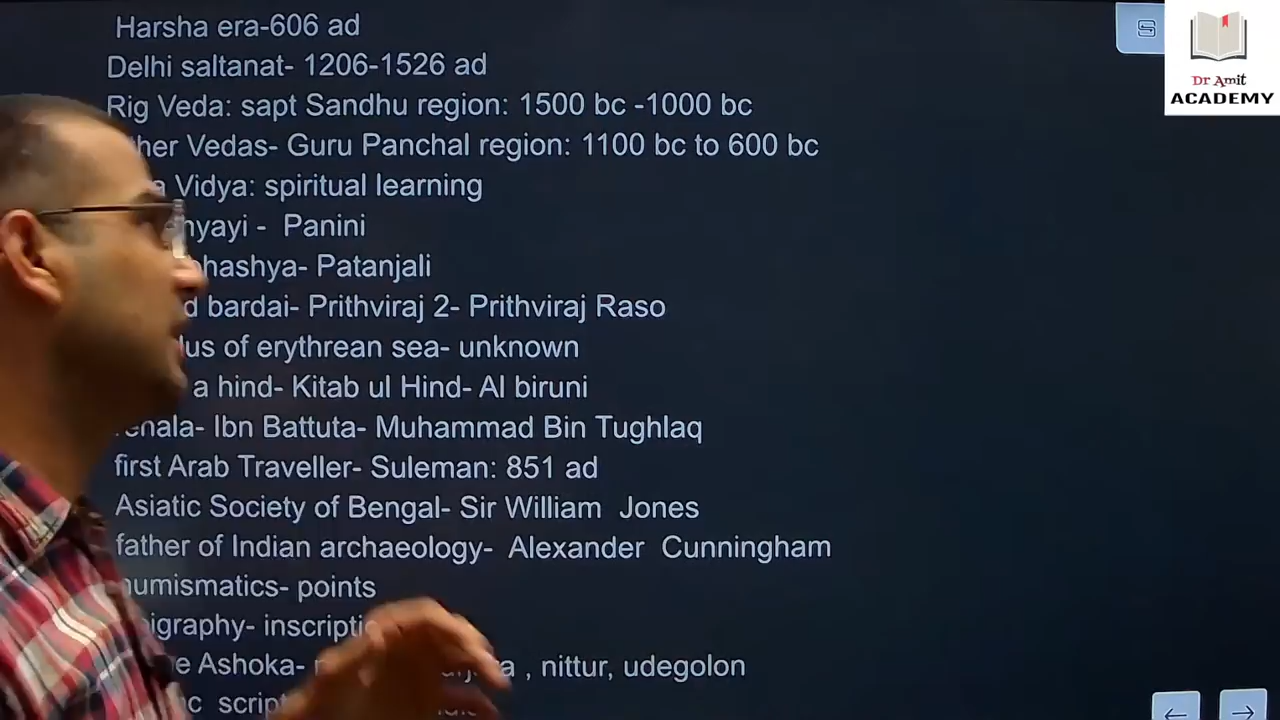 Harsha era-606 ad
Delhi saltanat- 1206-1526 ad
Rig Veda: sapt Sandhu region: 1500 bc -1000 bc
Vedas- Guru Panchal region: 1100 bc to 600 bc
Vidya: spiritual learning
Panini
Patanjali
bardai- Prithviraj 2- Prithviraj Raso
of erythrean sea- unknown
a hind- Kitab ul Hind- Al biruni
Ibn Battuta- Muhammad Bin Tughlaq
first Arab Traveller- Suleman: 851 ad
Asiatic Society of Bengal- Sir William Jones
father of Indian archaeology- Alexander Cunningham
numismatics- points
Ashoka- , nittur, udegolon
script
Dr Amit
ACADEMY